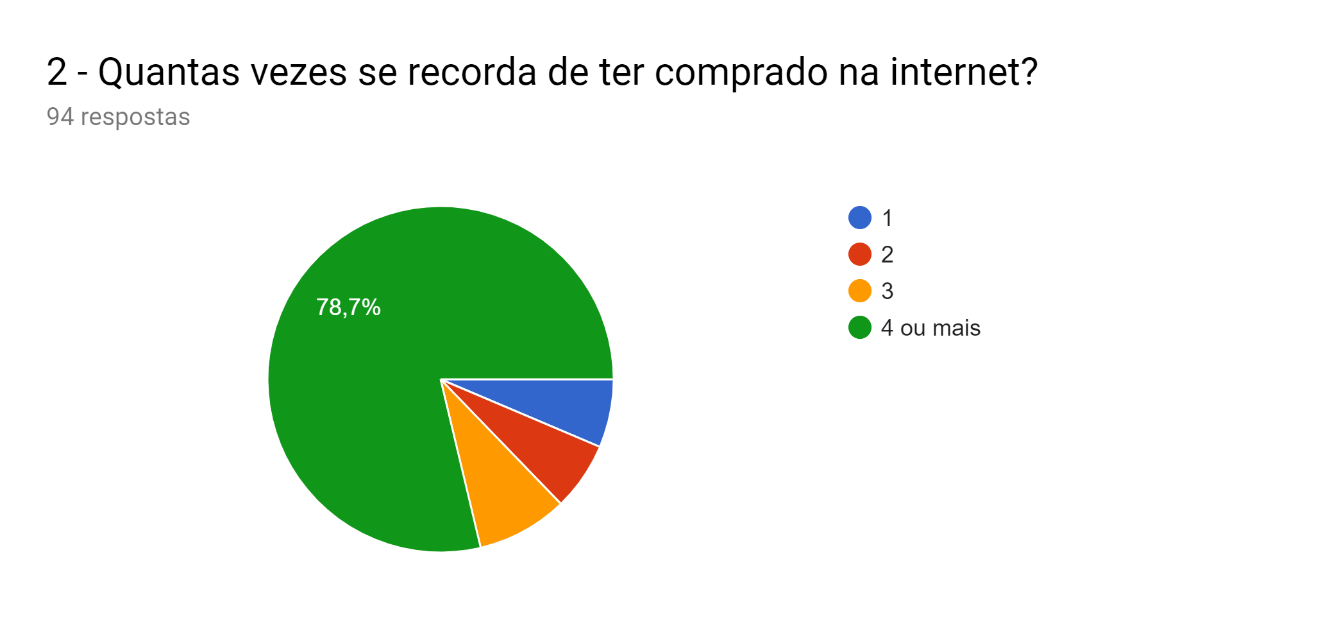 2 - Quantas vezes se recorda de ter comprado na internet?
94 respostas
78,7%
1
2
3
4 ou mais